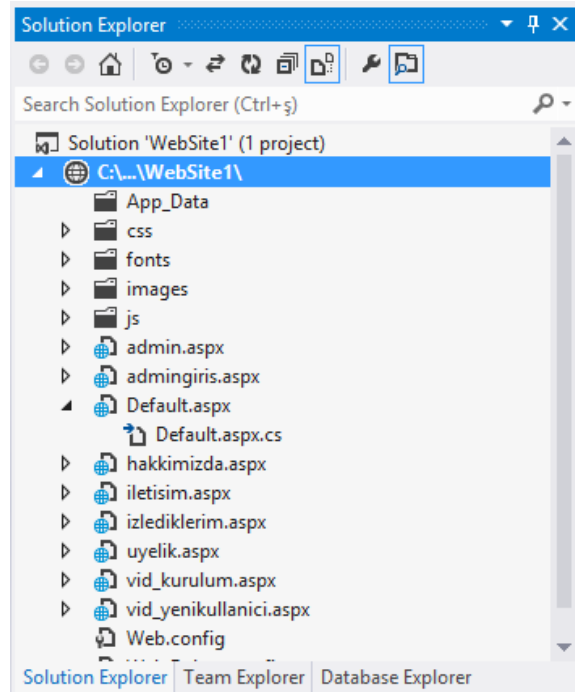 Solution Explorer
Search Solution Explorer (Ctrl+ş)
Solution 'WebSite1' (1 project)
C:\...\WebSite1\
App_Data
css
fonts
images
js
admin.aspx
admingiris.aspx
Default.aspx
Default.aspx.cs
hakkimizda.aspx
iletisim.aspx
izlediklerim.aspx
uyelik.aspx
vid_kurulum.aspx
vid_yenikullanici.aspx
Web.config
Solution Explorer Team Explorer Database Explorer